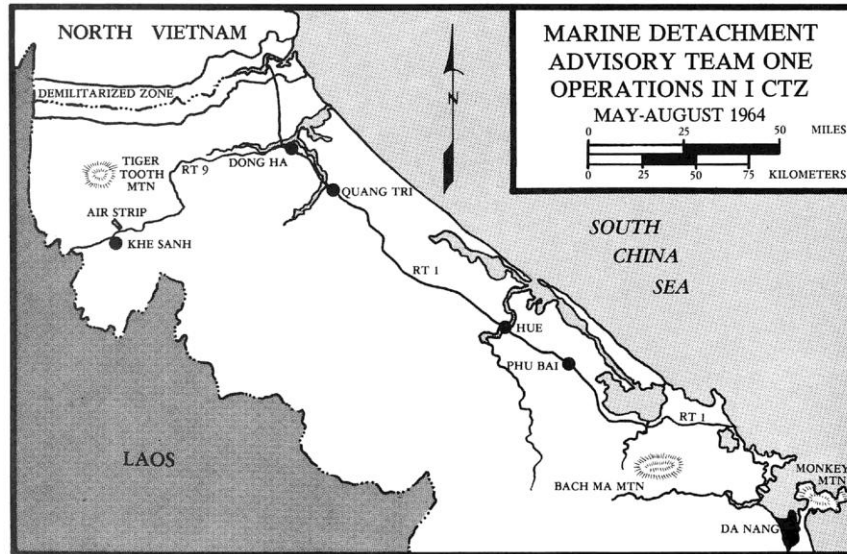 NORTH VIETNAM
MARINE DETACHMENT
ADVISORY TEAM ONE
OPERATIONS IN I CTZ
MAY-AUGUST 1964
0 25 50 MILES
0 25 50 75 KILOMETERS
N
DEMILITARIZED ZONE
TIGER
TOOTH
MTN
RT 9
DONG HA
QUANG TRI
AIR STRIP
KHE SANH
SOUTH
CHINA
SEA
RT 1
HUE
PHU BAI
RT 1
LAOS
BACH MA MTN
MONKEY
MTN
DA NANG